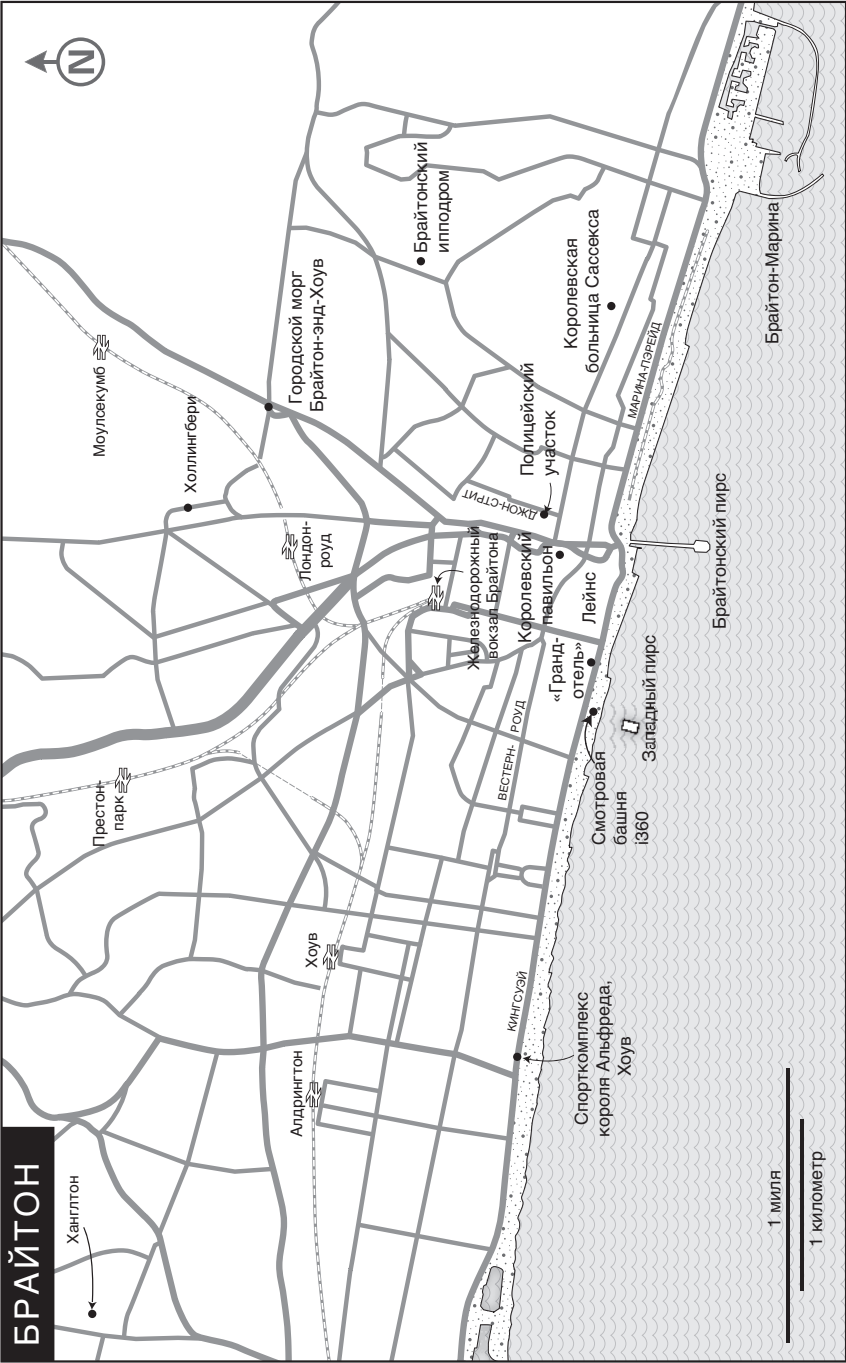 БРАЙТОН
N
Ханглтон
Престон-
парк
Моулсекумб
Холлингбери
Лондон-
роуд
Городской морг
Брайтон-энд-Хоув
Брайтонский
ипподром
Алдрингтон
Хоув
Железнодорожный
вокзал Брайтона
ДЖОН-СТРИТ
Полицейский
участок
Королевская
больница Сассекса
Королевский
павильон
ВЕСТЕРН-
РОУД
«Гранд-
отель»
Лейнс
МАРИНА-ПЭРЕЙД
КИНГСУЭЙ
Спорткомплекс
короля Альфреда,
Хоув
Смотровая
башня
i360
Западный пирс
Брайтонский пирс
Брайтон-Марина
1 миля
1 километр